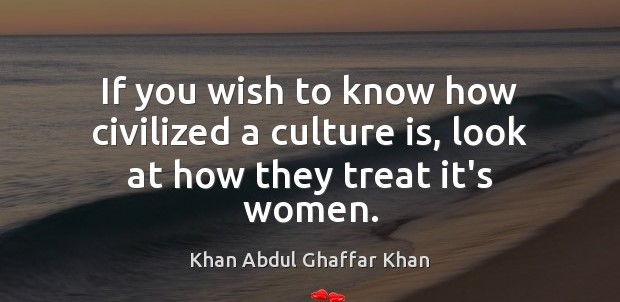 If you wish to know how
civilized a culture is, look
at how they treat it's
women.
Khan Abdul Ghaffar Khan